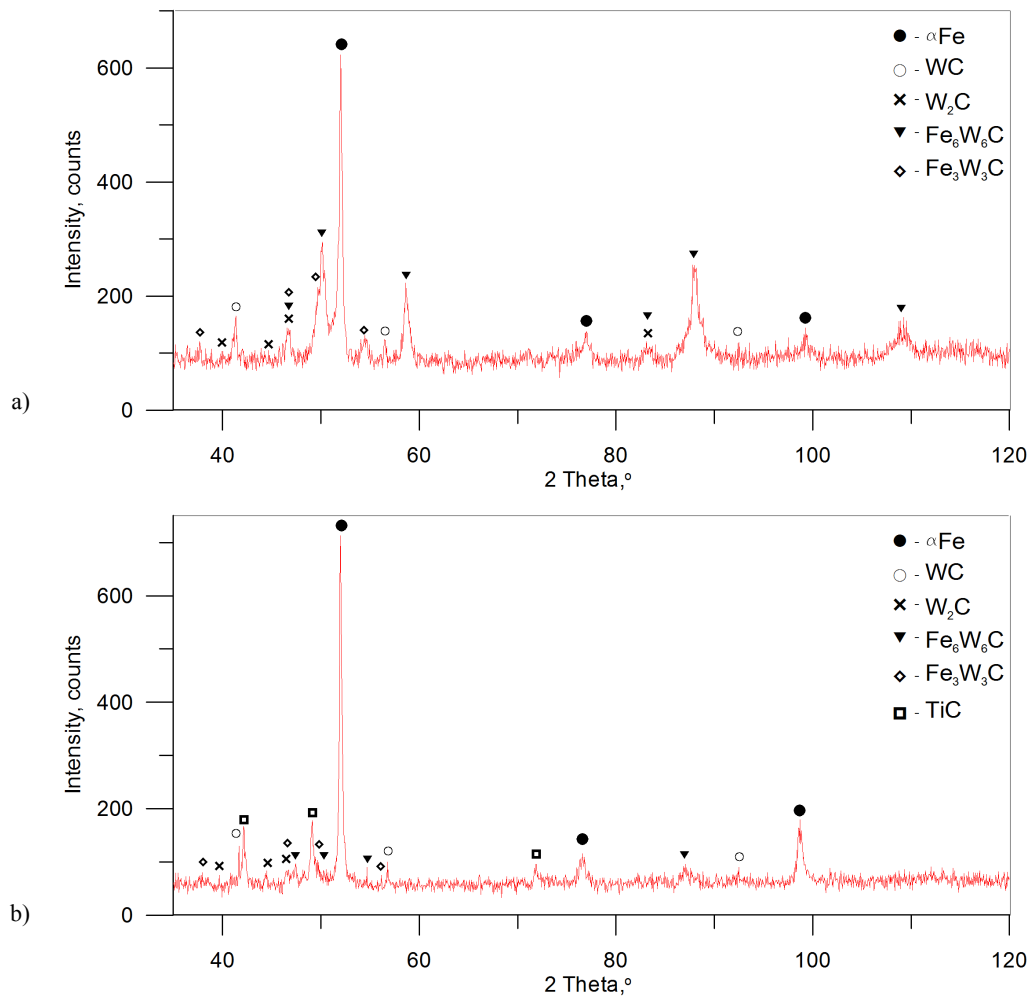 600
400
200
0
Intensity, counts
● - αFe
○ - WC
× - W₂C
▼ - Fe₆W₆C
◇ - Fe₃W₃C
a)
40 60 80 100 120
2 Theta,°
600
400
200
0
Intensity, counts
● - αFe
○ - WC
× - W₂C
▼ - Fe₆W₆C
◇ - Fe₃W₃C
□ - TiC
b)
40 60 80 100 120
2 Theta,°